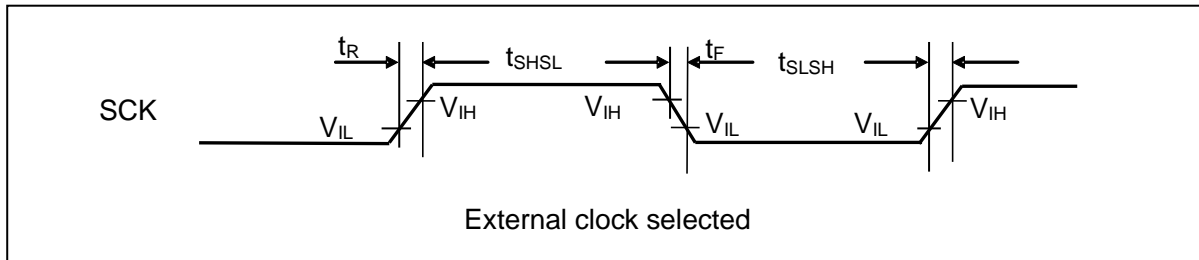 tR tSHSL tF tSLSH
SCK VIL VIH VIH VIL VIL VIH
External clock selected